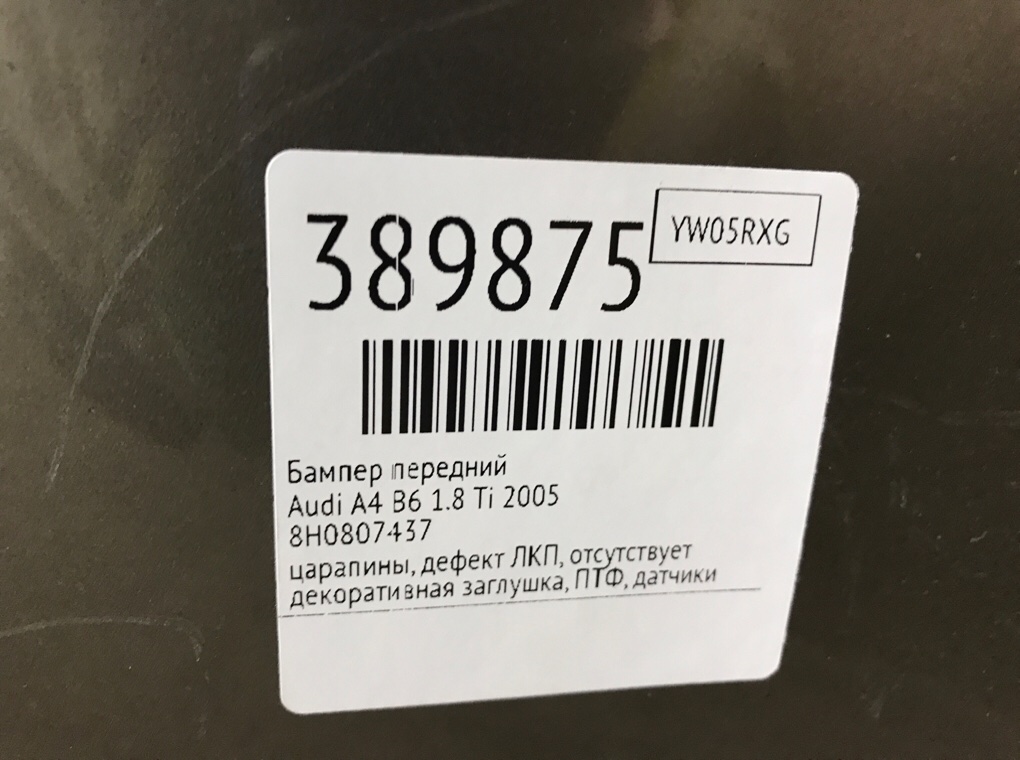 389875
YW05RXG
Бампер передний
Audi A4 B6 1.8 Ti 2005
8H0807437
царапины, дефект ЛКП, отсутствует
декоративная заглушка, ПТФ, датчики